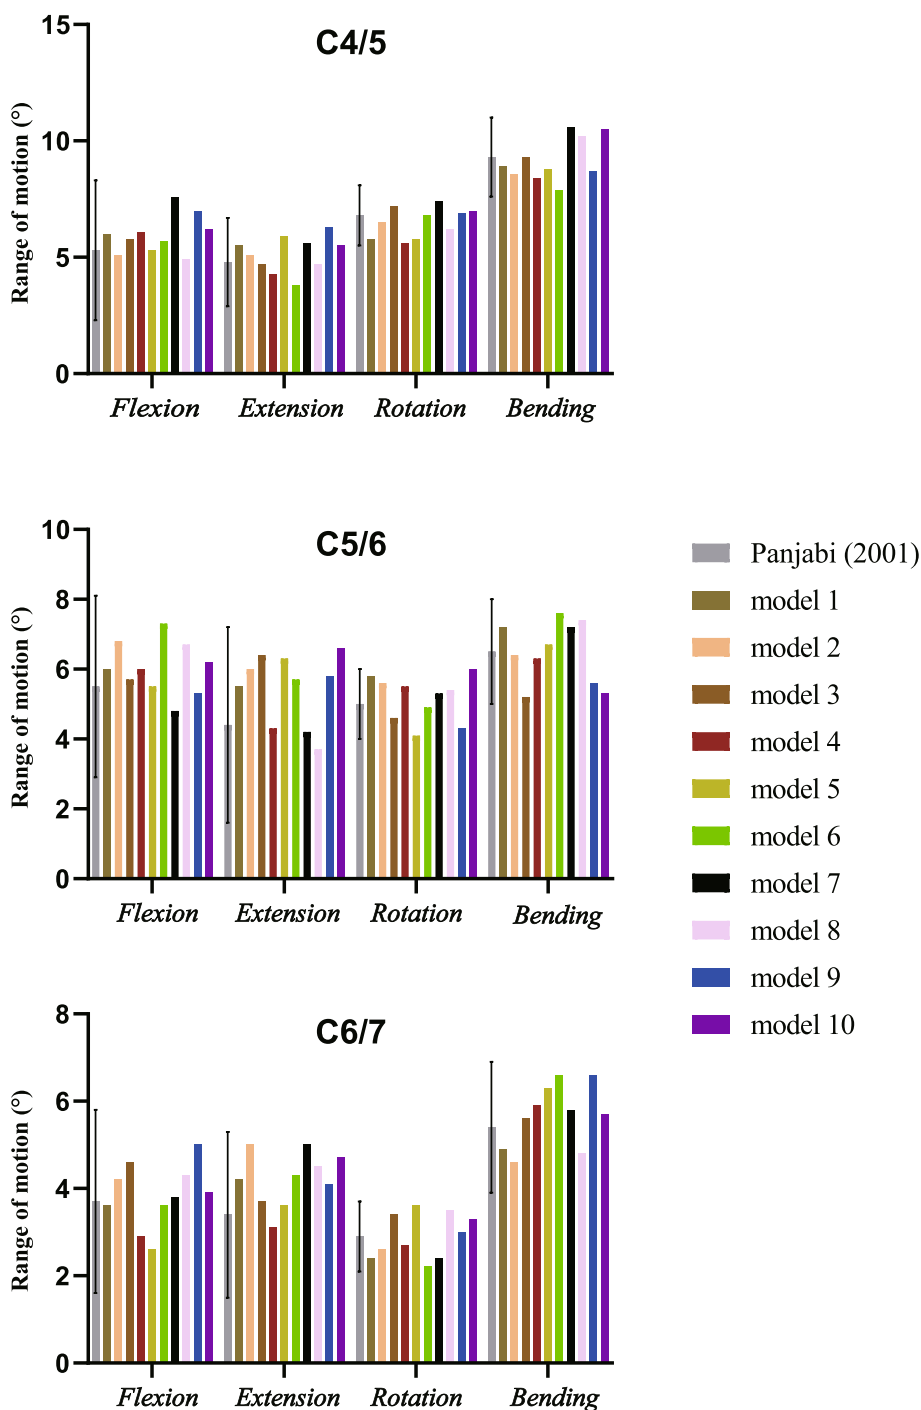 C4/5
Range of motion (°)
15
10
5
0
Flexion Extension Rotation Bending
C5/6
Range of motion (°)
10
8
6
4
2
0
Flexion Extension Rotation Bending
Panjabi (2001)
model 1
model 2
model 3
model 4
model 5
model 6
model 7
model 8
model 9
model 10
C6/7
Range of motion (°)
8
6
4
2
0
Flexion Extension Rotation Bending